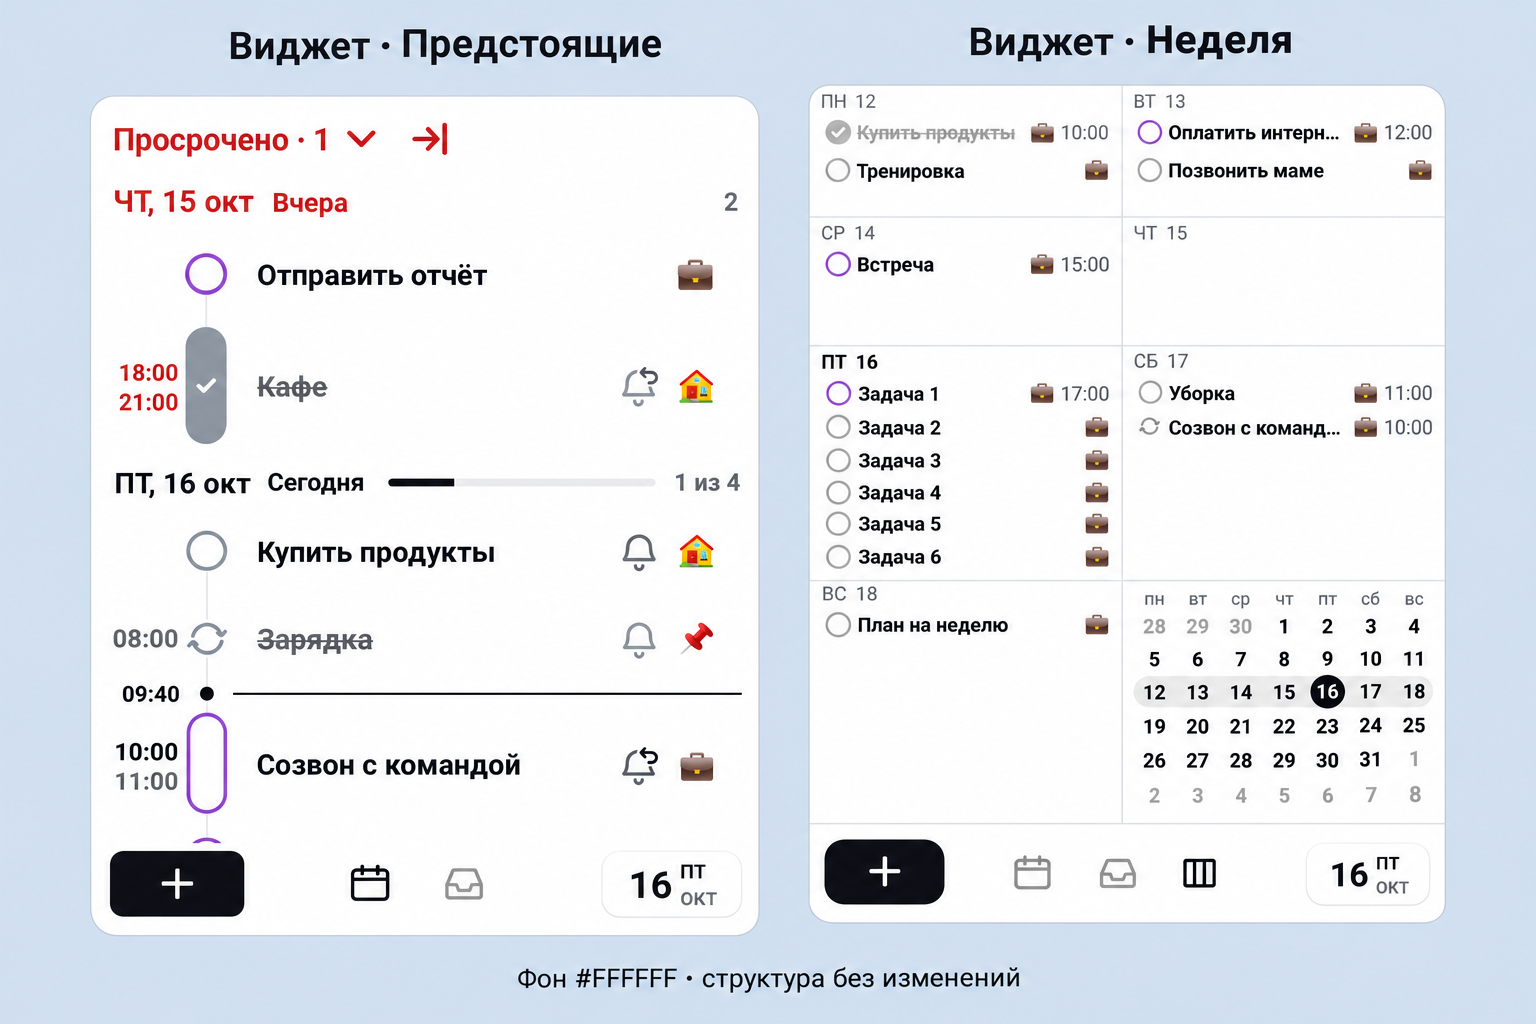 Виджет · Предстоящие
Просрочено · 1
ЧТ, 15 окт Вчера 2
Отправить отчёт
18:00
21:00
Кафе
ПТ, 16 окт Сегодня 1 из 4
Купить продукты
08:00 Зарядка
09:40
10:00
11:00
Созвон с командой
16 ПТ
ОКТ
Виджет · Неделя
ПН 12
Купить продукты 10:00
Тренировка
ВТ 13
Оплатить интерн... 12:00
Позвонить маме
СР 14
Встреча 15:00
ЧТ 15
ПТ 16
Задача 1 17:00
Задача 2
Задача 3
Задача 4
Задача 5
Задача 6
СБ 17
Уборка 11:00
Созвон с команд... 10:00
ВС 18
План на неделю
пн вт ср чт пт сб вс
28 29 30 1 2 3 4
5 6 7 8 9 10 11
12 13 14 15 16 17 18
19 20 21 22 23 24 25
26 27 28 29 30 31 1
2 3 4 5 6 7 8
16 ПТ
ОКТ
Фон #FFFFFF • структура без изменений